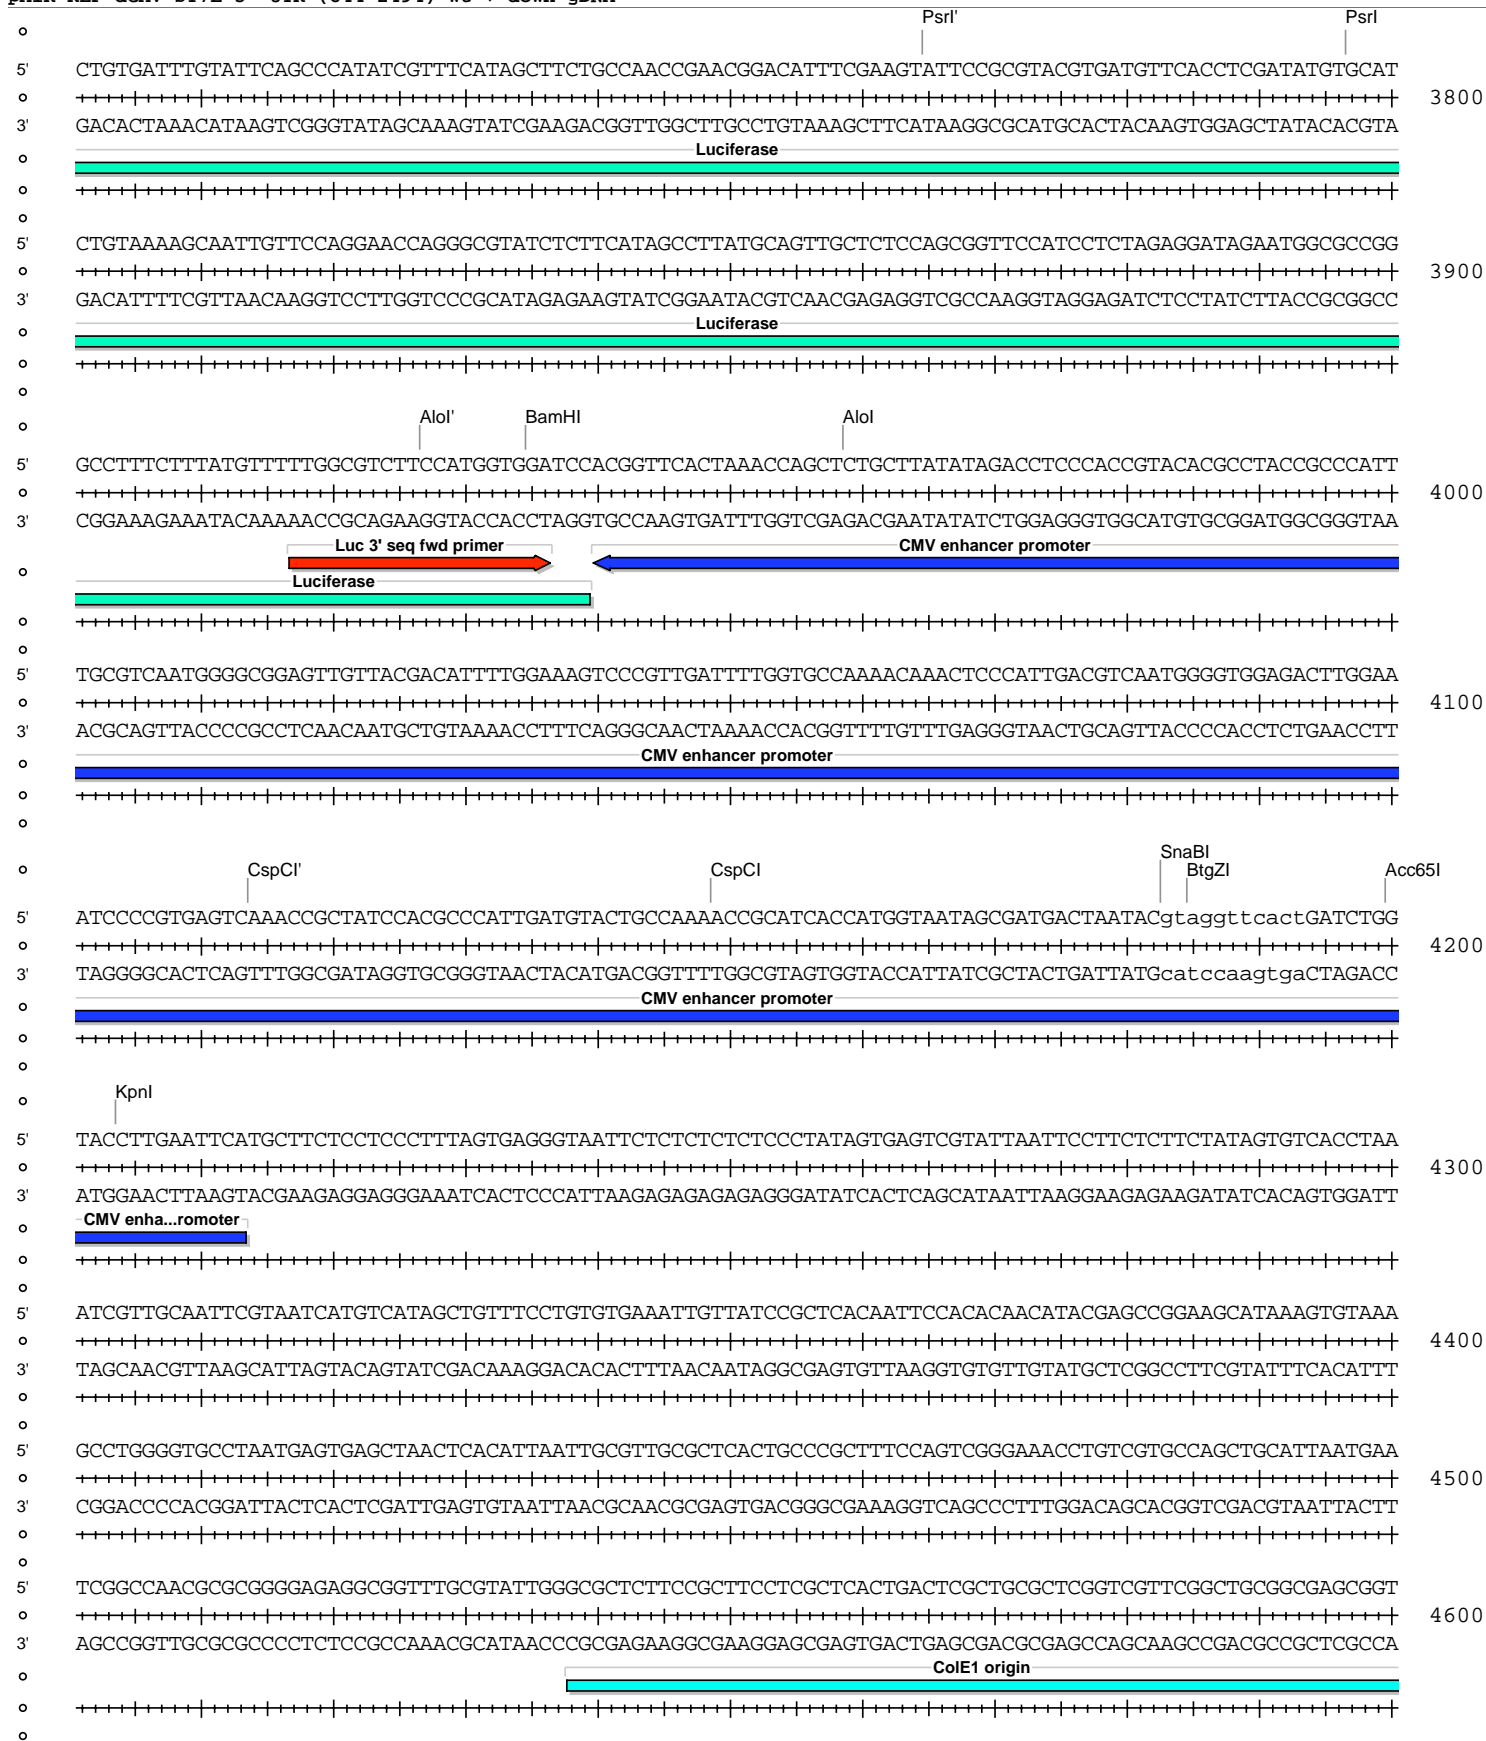 PsrI' PsrI
5' CTGTGATTTGTATTCAGCCCATATCGTTTCATAGCTTCTGCCAACCGAACGGACATTTCGAAGTATTCCGCGTACGTGATGTTCACCTCGATATGTGCAT
3800
3' GACACTAAACATAAGTCGGGTATAGCAAAGTATCGAAGACGGTTGGCTTGCCTGTAAAGCTTCATAAGGCGCATGCACTACAAGTGGAGCTATACACGTA
Luciferase
5' CTGTAAAAGCAATTGTTCCAGGAACCAGGGCGTATCTCTTCATAGCCTTATGCAGTTGCTCTCCAGCGGTTCCATCCTCTAGAGGATAGAATGGCGCCGG
3900
3' GACATTTTCGTTAACAAGGTCCTTGGTCCCGCATAGAGAAGTATCGGAATACGTCAACGAGAGGTCGCCAAGGTAGGAGATCTCCTATCTTACCGCGGCC
Luciferase
AloI' BamHI AloI
5' GCCTTTCTTTATGTTTTTGGCGTCTTCCATGGTGGATCCACGGTTCACTAAACCAGCTCTGCTTATATAGACCTCCCACCGTACACGCCTACCGCCCATT
4000
3' CGGAAAGAAATACAAAAACCGCAGAAGGTACCACCTAGGTGCCAAGTGATTTGGTCGAGACGAATATATCTGGAGGGTGGCATGTGCGGATGGCGGGTAA
Luc 3' seq fwd primer CMV enhancer promoter
Luciferase
5' TGCGTCAATGGGGCGGAGTTGTTACGACATTTTGGAAAGTCCCGTTGATTTTGGTGCCAAAACAAACTCCCATTGACGTCAATGGGGTGGAGACTTGGAA
4100
3' ACGCAGTTACCCCGCCTCAACAATGCTGTAAAACCTTTCAGGGCAACTAAAACCACGGTTTTGTTTGAGGGTAACTGCAGTTACCCCACCTCTGAACCTT
CMV enhancer promoter
CspCI' CspCI SnaBI BtgZI Acc65I
5' ATCCCCGTGAGTCAAACCGCTATCCACGCCCATTGATGTACTGCCAAAACCGCATCACCATGGTAATAGCGATGACTAATACgtaggttcactGATCTGG
4200
3' TAGGGGCACTCAGTTTGGCGATAGGTGCGGGTAACTACATGACGGTTTTGGCGTAGTGGTACCATTATCGCTACTGATTATGcatccaagtgaCTAGACC
CMV enhancer promoter
KpnI
5' TACCTTGAATTCATGCTTCTCCTCCCTTTAGTGAGGGTAATTCTCTCTCTCTCCCTATAGTGAGTCGTATTAATTCCTTCTCTTCTATAGTGTCACCTAA
4300
3' ATGGAACTTAAGTACGAAGAGGAGGGAAATCACTCCCATTAAGAGAGAGAGAGGGATATCACTCAGCATAATTAAGGAAGAGAAGATATCACAGTGGATT
CMV enha...romoter
5' ATCGTTGCAATTCGTAATCATGTCATAGCTGTTTCCTGTGTGAAATTGTTATCCGCTCACAATTCCACACAACATACGAGCCGGAAGCATAAAGTGTAAA
4400
3' TAGCAACGTTAAGCATTAGTACAGTATCGACAAAGGACACACTTTAACAATAGGCGAGTGTTAAGGTGTGTTGTATGCTCGGCCTTCGTATTTCACATTT
5' GCCTGGGGTGCCTAATGAGTGAGCTAACTCACATTAATTGCGTTGCGCTCACTGCCCGCTTTCCAGTCGGGAAACCTGTCGTGCCAGCTGCATTAATGAA
4500
3' CGGACCCCACGGATTACTCACTCGATTGAGTGTAATTAACGCAACGCGAGTGACGGGCGAAAGGTCAGCCCTTTGGACAGCACGGTCGACGTAATTACTT
5' TCGGCCAACGCGCGGGGAGAGGCGGTTTGCGTATTGGGCGCTCTTCCGCTTCCTCGCTCACTGACTCGCTGCGCTCGGTCGTTCGGCTGCGGCGAGCGGT
4600
3' AGCCGGTTGCGCGCCCCTCTCCGCCAAACGCATAACCCGCGAGAAGGCGAAGGAGCGAGTGACTGAGCGACGCGAGCCAGCAAGCCGACGCCGCTCGCCA
ColE1 origin